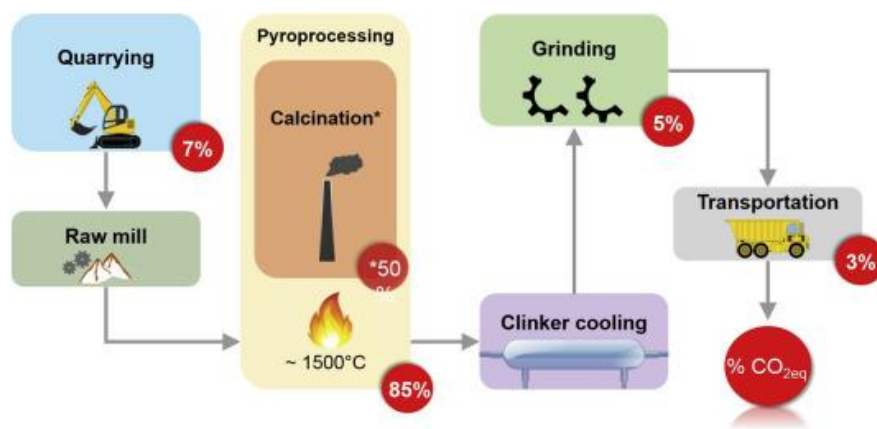 Quarrying
7%
Raw mill
Pyroprocessing
Calcination*
*50
%
~ 1500°C
85%
Clinker cooling
Grinding
5%
Transportation
3%
% CO₂eq